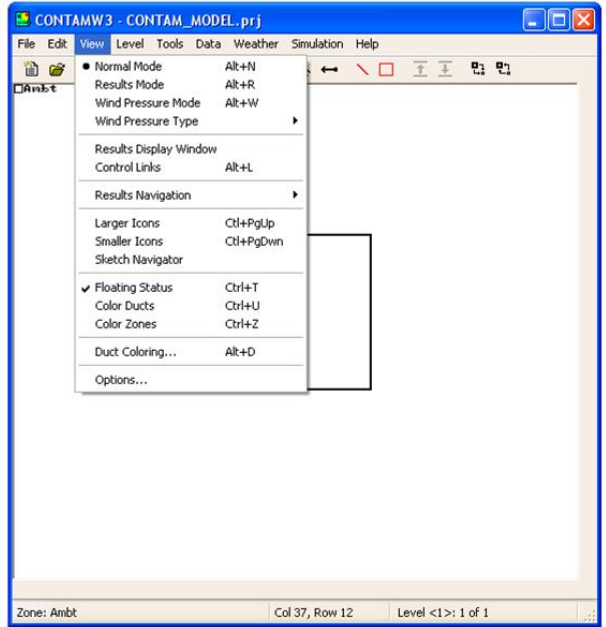 CONTAMW3 - CONTAM_MODEL.prj
File Edit View Level Tools Data Weather Simulation Help
Ambt
Normal Mode Alt+N
Results Mode Alt+R
Wind Pressure Mode Alt+W
Wind Pressure Type
Results Display Window
Control Links Alt+L
Results Navigation
Larger Icons Ctl+PgUp
Smaller Icons Ctl+PgDwn
Sketch Navigator
Floating Status Ctrl+T
Color Ducts Ctrl+U
Color Zones Ctrl+Z
Duct Coloring... Alt+D
Options...
Zone: Ambt Col 37, Row 12 Level <1>: 1 of 1